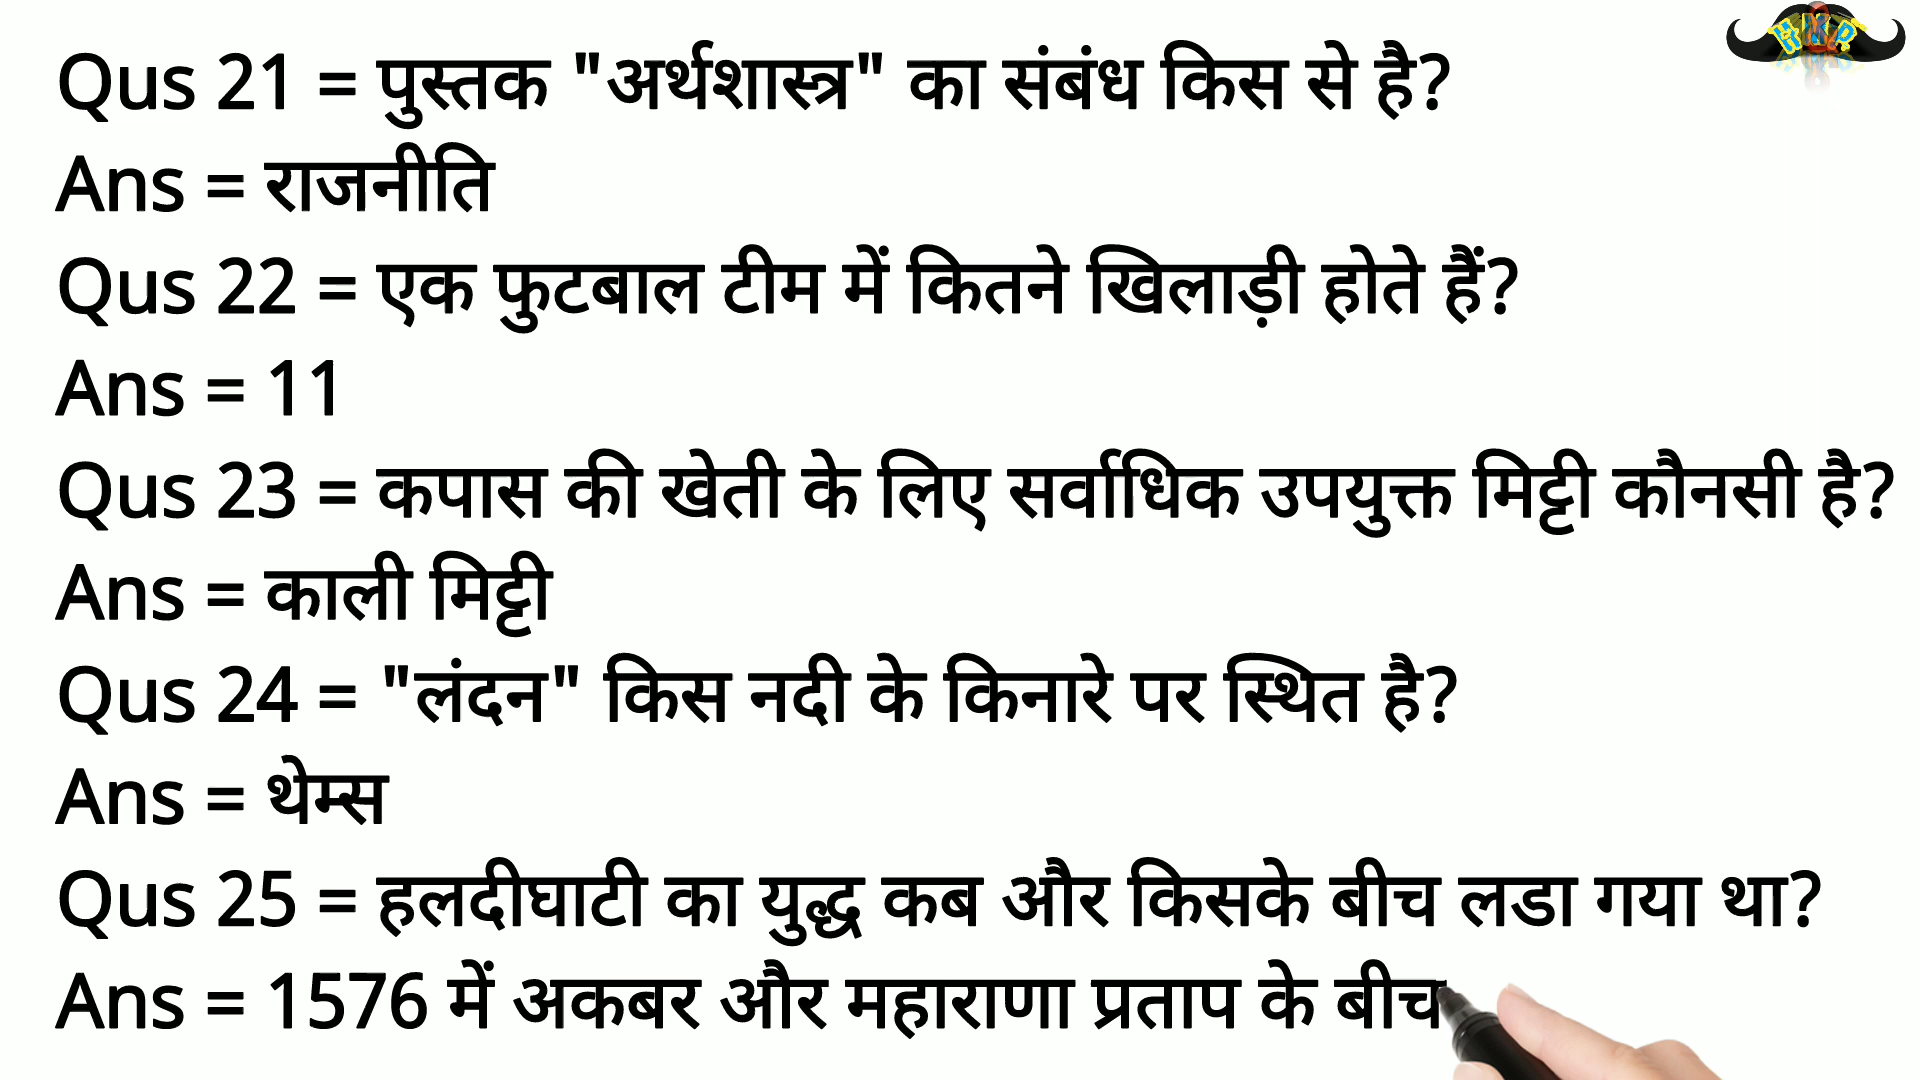 HKP
Qus 21 = पुस्तक "अर्थशास्त्र" का संबंध किस से है?
Ans = राजनीति
Qus 22 = एक फुटबाल टीम में कितने खिलाड़ी होते हैं?
Ans = 11
Qus 23 = कपास की खेती के लिए सर्वाधिक उपयुक्त मिट्टी कौनसी है?
Ans = काली मिट्टी
Qus 24 = "लंदन" किस नदी के किनारे पर स्थित है?
Ans = थेम्स
Qus 25 = हलदीघाटी का युद्ध कब और किसके बीच लडा गया था?
Ans = 1576 में अकबर और महाराणा प्रताप के बीच